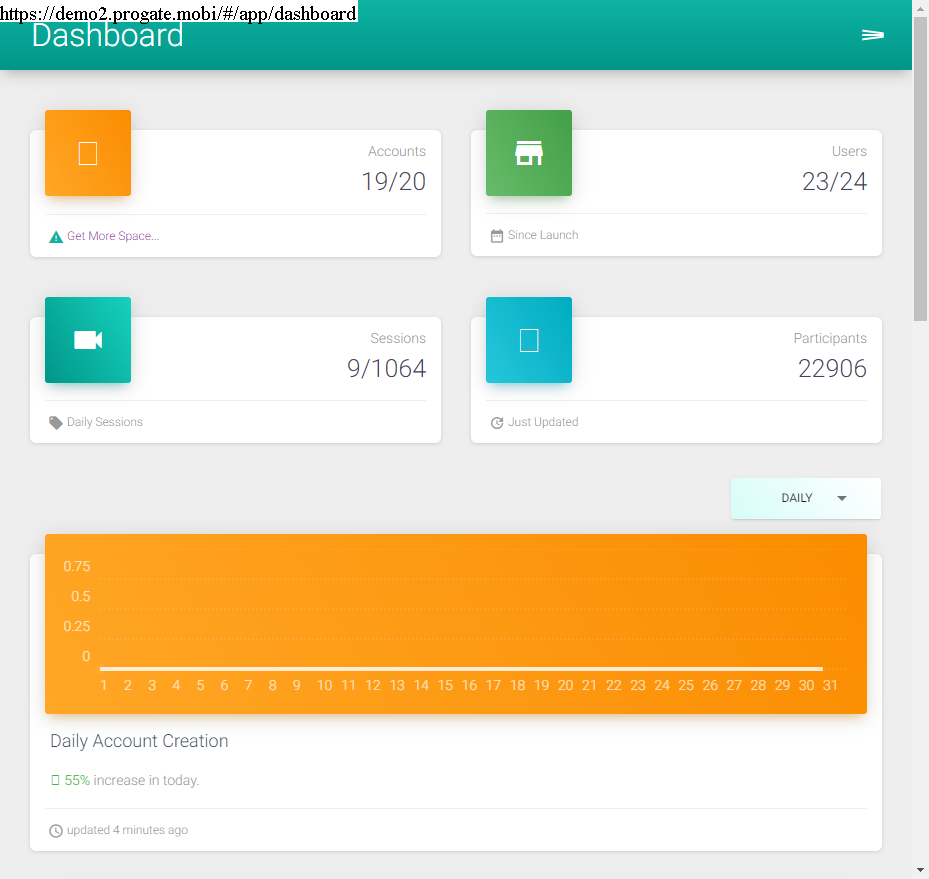 https://demo2.progate.mobi/#/app/dashboard
Dashboard
Accounts
19/20
Get More Space...
Users
23/24
Since Launch
Sessions
9/1064
Daily Sessions
Participants
22906
Just Updated
DAILY
0.75
0.5
0.25
0
1 2 3 4 5 6 7 8 9 10 11 12 13 14 15 16 17 18 19 20 21 22 23 24 25 26 27 28 29 30 31
Daily Account Creation
55% increase in today.
updated 4 minutes ago